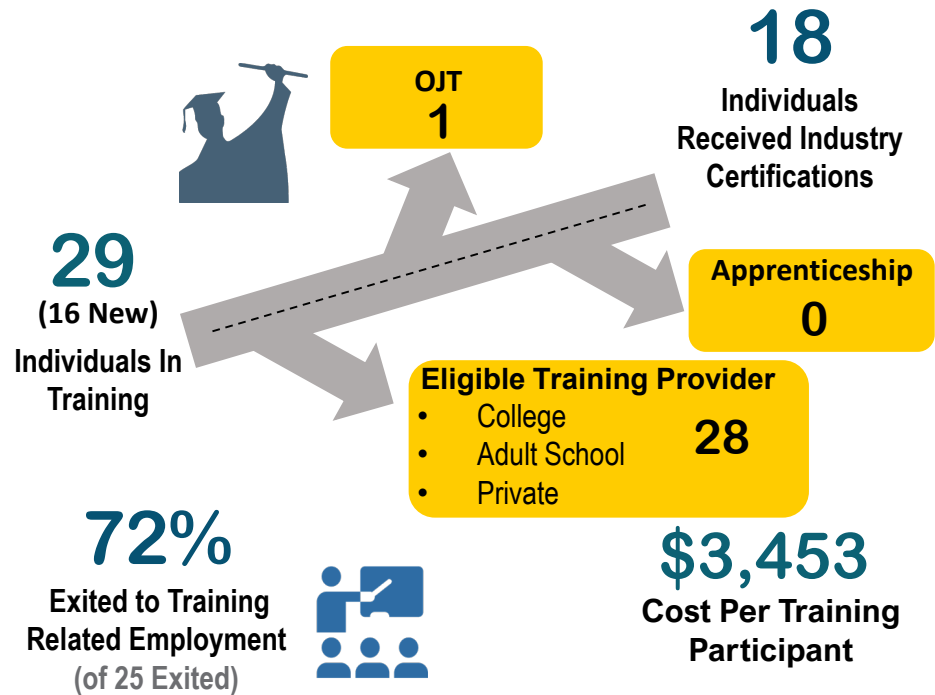 OJT
1
18
Individuals
Received Industry
Certifications
29
(16 New)
Individuals In
Training
Apprenticeship
0
Eligible Training Provider
• College
• Adult School
• Private
28
72%
Exited to Training
Related Employment
(of 25 Exited)
$3,453
Cost Per Training
Participant